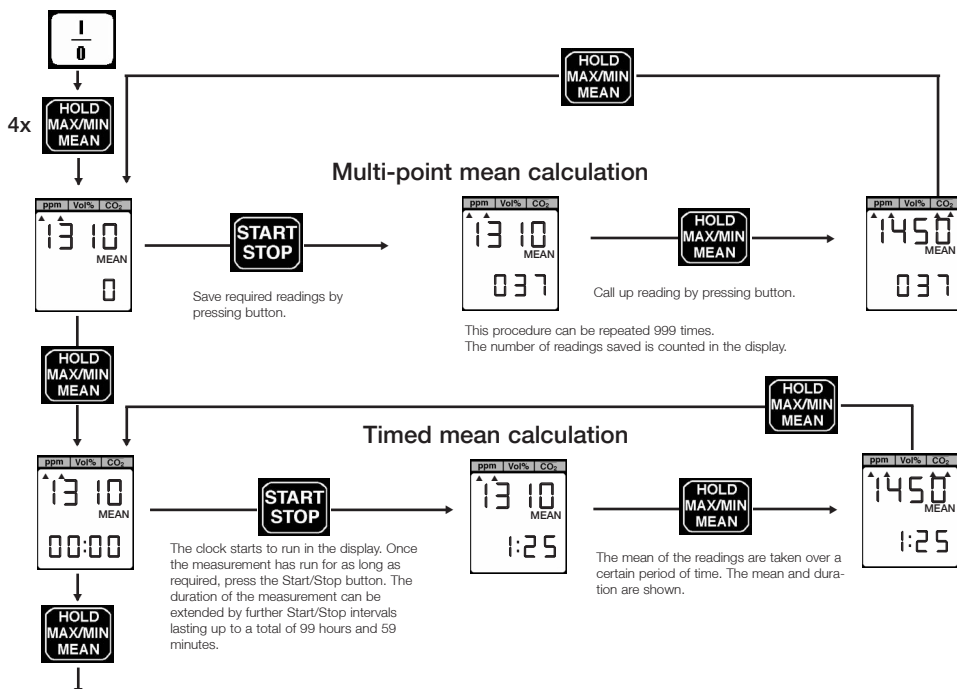 I
0
HOLD
MAX/MIN
MEAN
4x
HOLD
MAX/MIN
MEAN
Multi-point mean calculation
ppm Vol% CO₂
1310
MEAN
0
START
STOP
Save required readings by
pressing button.
ppm Vol% CO₂
1310
MEAN
037
HOLD
MAX/MIN
MEAN
Call up reading by pressing button.
ppm Vol% CO₂
1450
MEAN
037
This procedure can be repeated 999 times.
The number of readings saved is counted in the display.
HOLD
MAX/MIN
MEAN
HOLD
MAX/MIN
MEAN
Timed mean calculation
ppm Vol% CO₂
1310
MEAN
00:00
START
STOP
The clock starts to run in the display. Once
the measurement has run for as long as
required, press the Start/Stop button. The
duration of the measurement can be
extended by further Start/Stop intervals
lasting up to a total of 99 hours and 59
minutes.
ppm Vol% CO₂
1310
MEAN
1:25
HOLD
MAX/MIN
MEAN
The mean of the readings are taken over a
certain period of time. The mean and dura-
tion are shown.
ppm Vol% CO₂
1450
MEAN
1:25
HOLD
MAX/MIN
MEAN